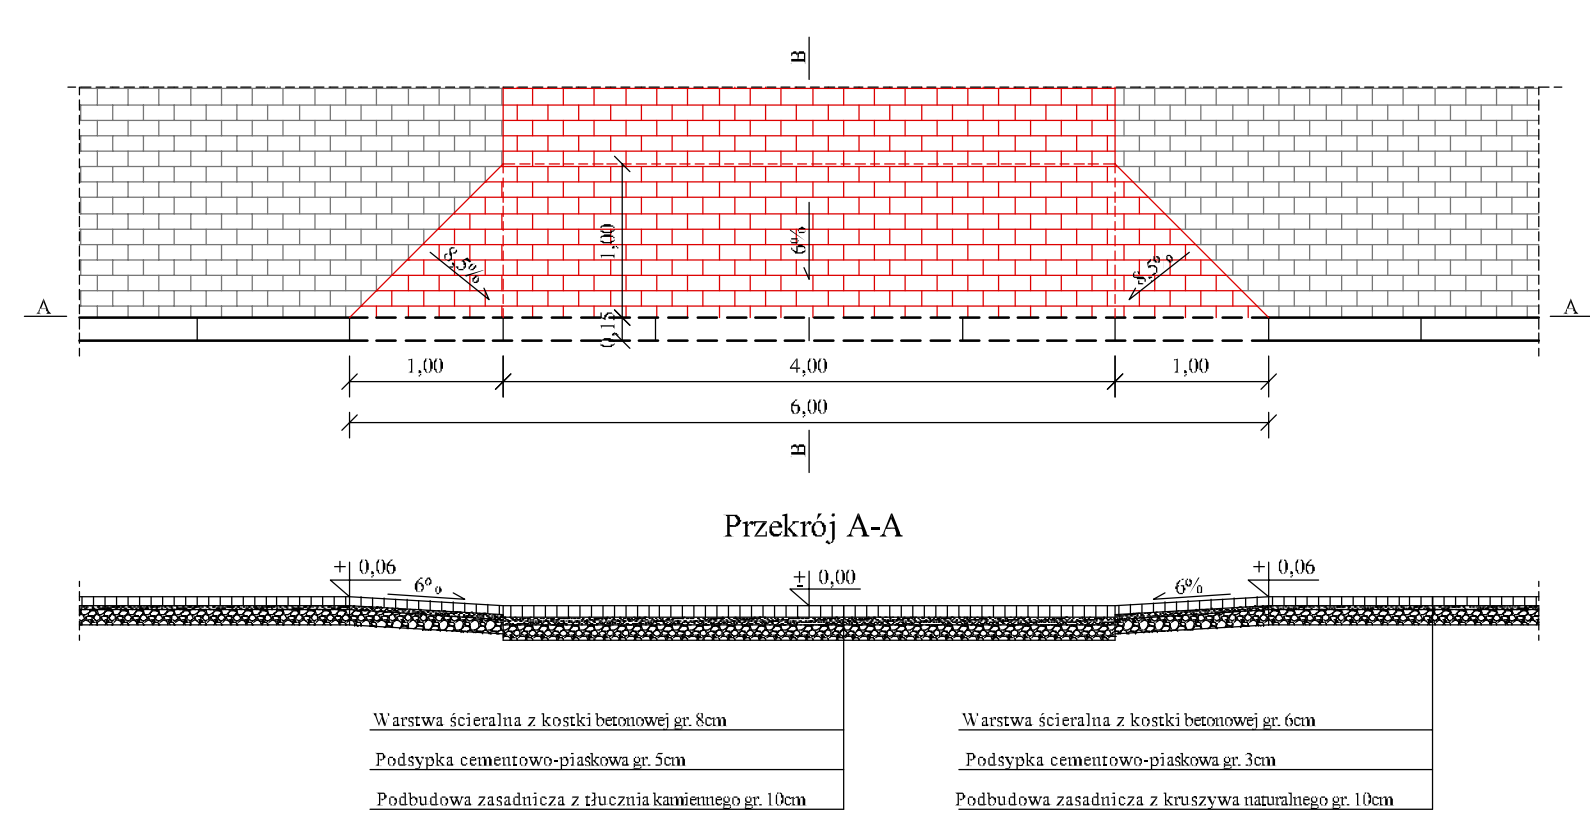 B
8,5%
1,00
6%
8,5%
A
A
0,15
1,00
4,00
1,00
6,00
B
Przekrój A-A
+ 0,06
6%
± 0,00
6%
+ 0,06
Warstwa ścieralna z kostki betonowej gr. 8cm
Podsypka cementowo-piaskowa gr. 5cm
Podbudowa zasadnicza z tłucznia kamiennego gr. 10cm
Warstwa ścieralna z kostki betonowej gr. 6cm
Podsypka cementowo-piaskowa gr. 3cm
Podbudowa zasadnicza z kruszywa naturalnego gr. 10cm